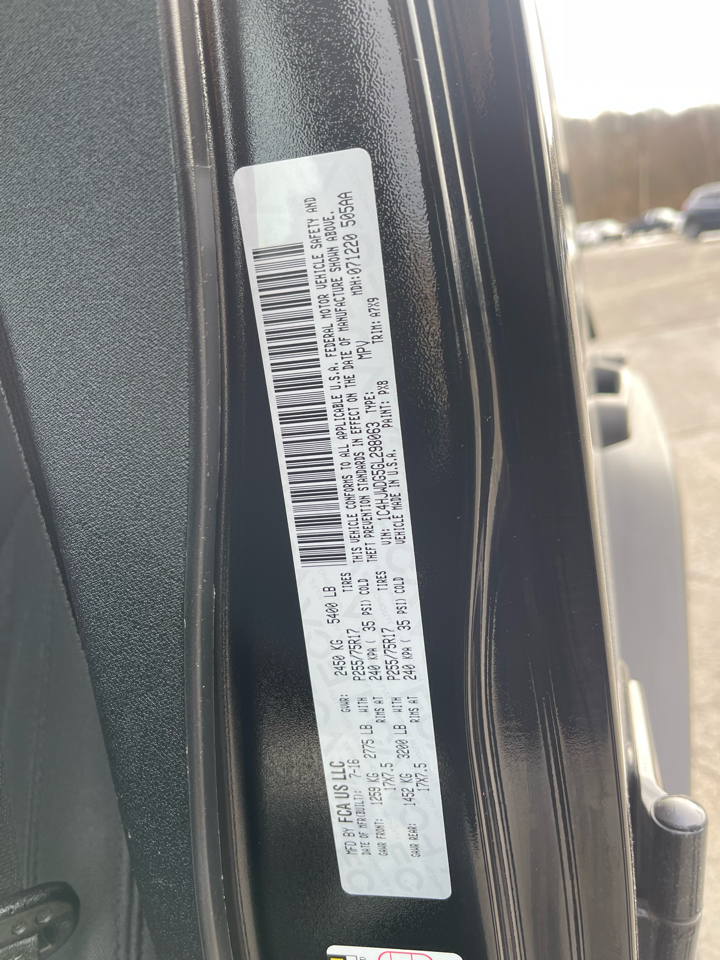 MFD BY FCA US LLC
DATE OF MFR(BUILT): 7-16 GVWR: 2450 KG 5400 LB
GAWR FRONT: 1259 KG 2775 LB WITH P255/75R17 TIRES
17X7.5 RIMS AT 240 KPA ( 35 PSI) COLD
GAWR REAR: 1452 KG 3200 LB WITH P255/75R17 TIRES
17X7.5 RIMS AT 240 KPA ( 35 PSI) COLD
THIS VEHICLE CONFORMS TO ALL APPLICABLE U.S.A. FEDERAL MOTOR VEHICLE SAFETY AND
THEFT PREVENTION STANDARDS IN EFFECT ON THE DATE OF MANUFACTURE SHOWN ABOVE.
VIN: 1C4HJWDG5GL298063 TYPE: MPV MDH: 071220 505AA
VEHICLE MADE IN U.S.A. PAINT: PX8 TRIM: A7X9